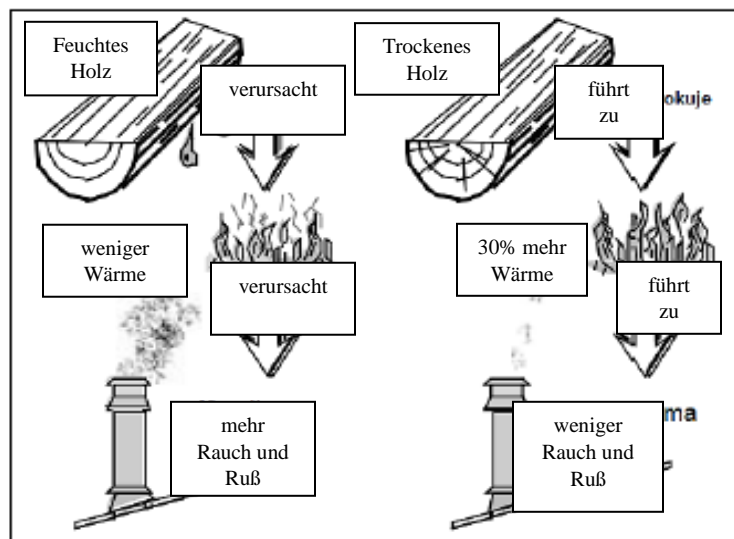 Feuchtes
Holz
verursacht
weniger
Wärme
verursacht
mehr
Rauch und
Ruß
Trockenes
Holz
führt
zu
okuje
30% mehr
Wärme
führt
zu
weniger
Rauch und
Ruß
ma